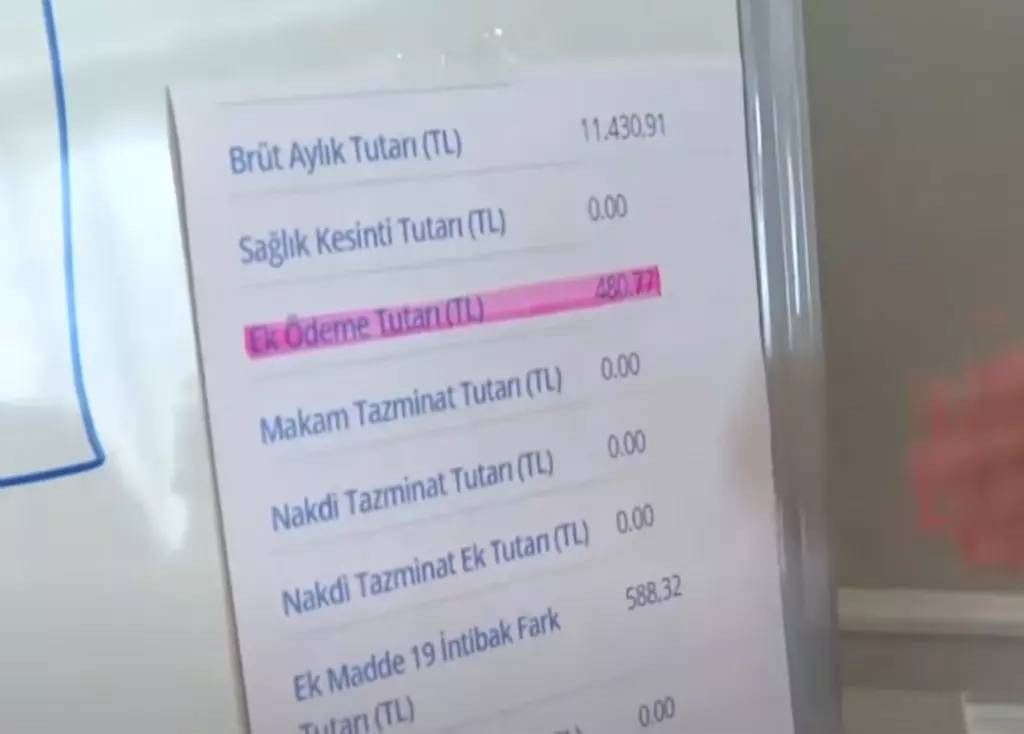 Brüt Aylık Tutarı (TL) 11.430,91
Sağlık Kesinti Tutarı (TL) 0.00
Ek Ödeme Tutarı (TL) 480.77
Makam Tazminat Tutarı (TL) 0.00
Nakdi Tazminat Tutarı (TL) 0.00
Nakdi Tazminat Ek Tutarı (TL) 0.00
Ek Madde 19 İntibak Fark 588,32
Tutarı (TL)
0.00